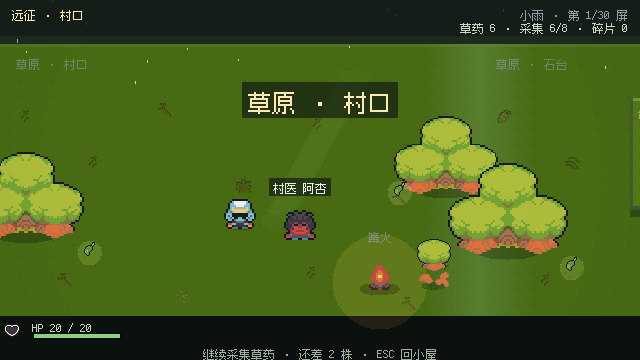 远征 · 村口
小雨 · 第 1/30 屏
草药 6 · 采集 6/8 · 碎片 0
草原 · 村口
草原 · 石台
草原 · 村口
村医 阿杏
篝火
HP 20 / 20
继续采集草药 · 还差 2 株 · ESC 回小屋